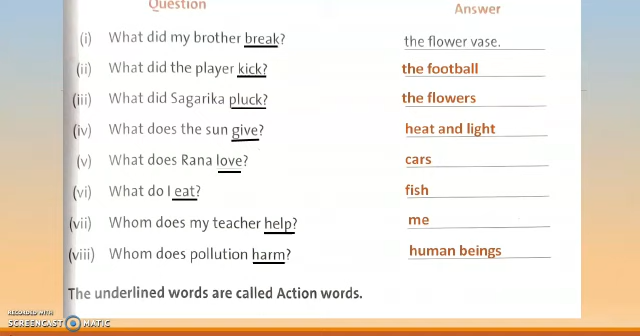 Question Answer
(i) What did my brother break? the flower vase.
(ii) What did the player kick? the football
(iii) What did Sagarika pluck? the flowers
(iv) What does the sun give? heat and light
(v) What does Rana love? cars
(vi) What do I eat? fish
(vii) Whom does my teacher help? me
(viii) Whom does pollution harm? human beings
The underlined words are called Action words.
RECORDED WITH
SCREENCAST MATIC